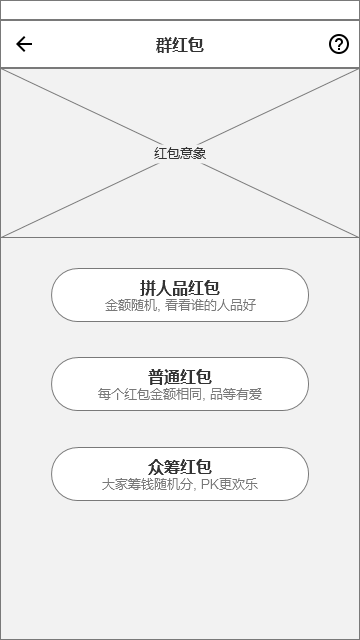 群红包
红包意象
拼人品红包
金额随机, 看看谁的人品好
普通红包
每个红包金额相同, 品等有爱
众筹红包
大家筹钱随机分, PK更欢乐